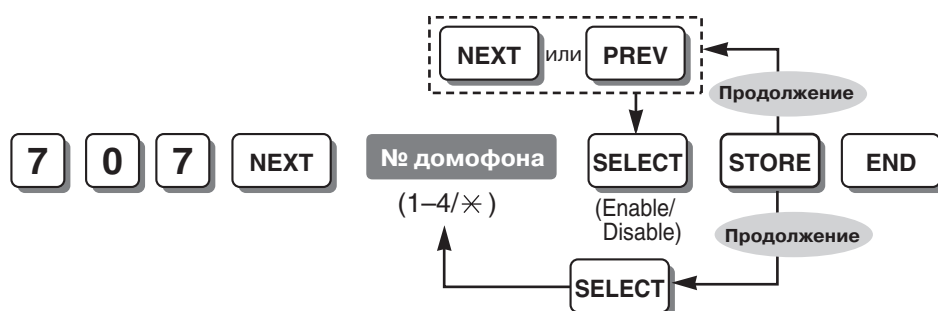 NEXT или PREV
Продолжение
7 0 7 NEXT № домофона SELECT STORE END
(1–4/✳)
(Enable/
Disable)
Продолжение
SELECT